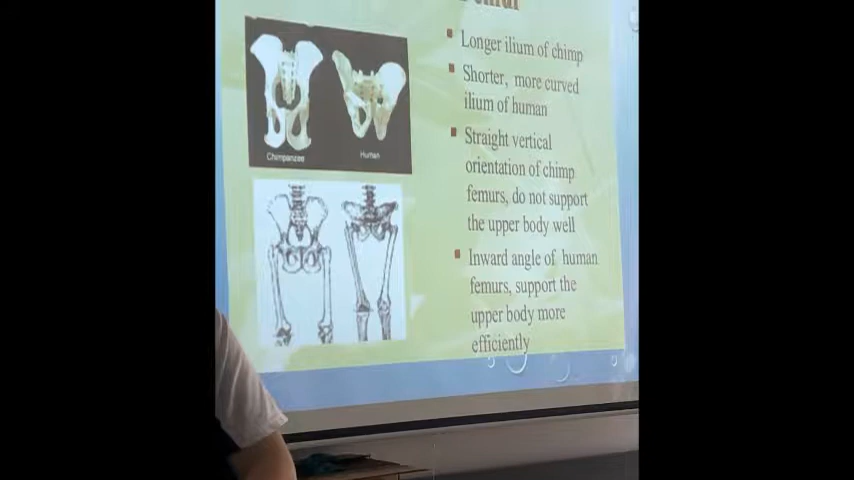 Longer ilium of chimp
Shorter, more curved
ilium of human
Straight vertical
orientation of chimp
femurs, do not support
the upper body well
Inward angle of human
femurs, support the
upper body more
efficiently
Chimpanzee
Human